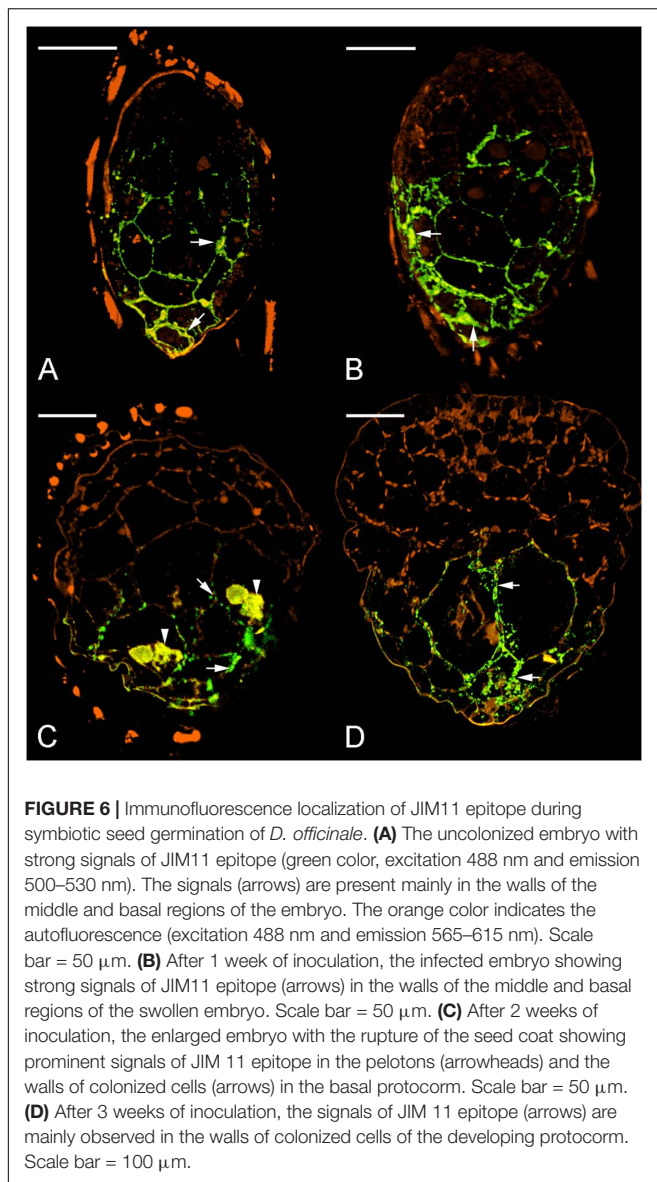 A
B
C
D
FIGURE 6 | Immunofluorescence localization of JIM11 epitope during
symbiotic seed germination of D. officinale. (A) The uncolonized embryo with
strong signals of JIM11 epitope (green color, excitation 488 nm and emission
500–530 nm). The signals (arrows) are present mainly in the walls of the
middle and basal regions of the embryo. The orange color indicates the
autofluorescence (excitation 488 nm and emission 565–615 nm). Scale
bar = 50 μm. (B) After 1 week of inoculation, the infected embryo showing
strong signals of JIM11 epitope (arrows) in the walls of the middle and basal
regions of the swollen embryo. Scale bar = 50 μm. (C) After 2 weeks of
inoculation, the enlarged embryo with the rupture of the seed coat showing
prominent signals of JIM 11 epitope in the pelotons (arrowheads) and the
walls of colonized cells (arrows) in the basal protocorm. Scale bar = 50 μm.
(D) After 3 weeks of inoculation, the signals of JIM 11 epitope (arrows) are
mainly observed in the walls of colonized cells of the developing protocorm.
Scale bar = 100 μm.